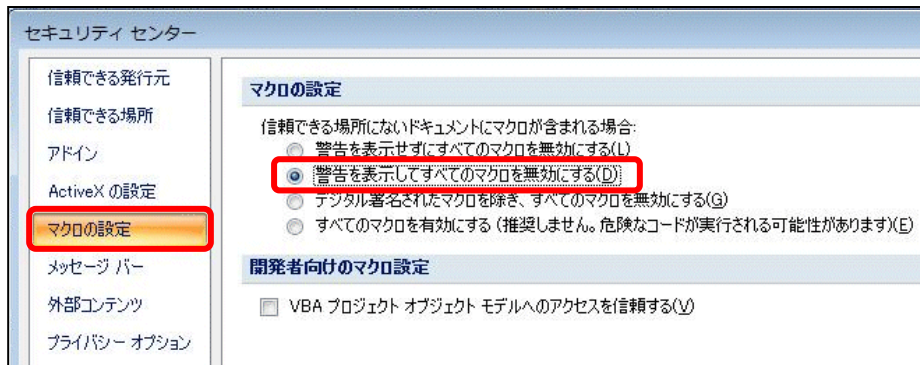 セキュリティ センター
信頼できる発行元
信頼できる場所
アドイン
ActiveX の設定
マクロの設定
メッセージ バー
外部コンテンツ
プライバシー オプション
マクロの設定
信頼できる場所にないドキュメントにマクロが含まれる場合:
警告を表示せずにすべてのマクロを無効にする(L)
警告を表示してすべてのマクロを無効にする(D)
デジタル署名されたマクロを除き、すべてのマクロを無効にする(G)
すべてのマクロを有効にする (推奨しません。危険なコードが実行される可能性があります)(E)
開発者向けのマクロ設定
VBA プロジェクト オブジェクト モデルへのアクセスを信頼する(V)